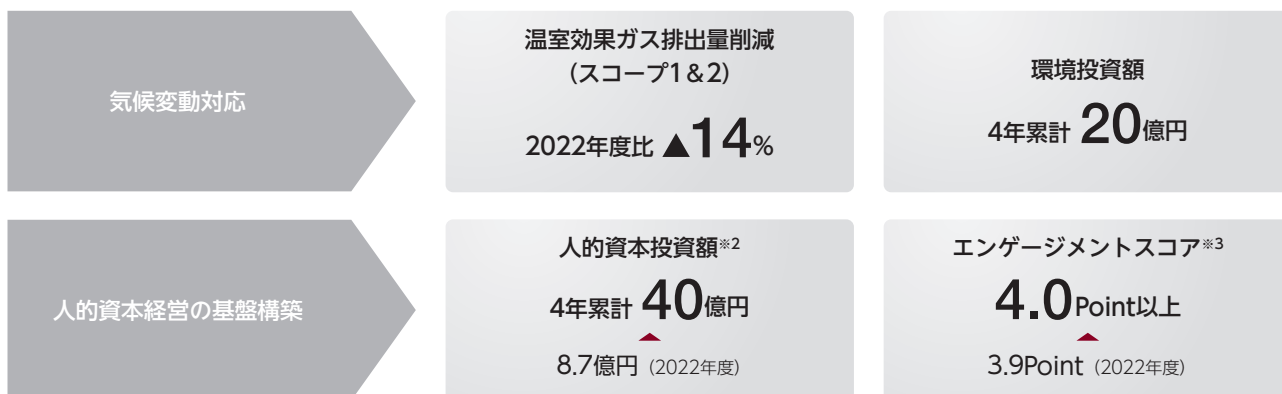 気候変動対応
温室効果ガス排出量削減
(スコープ1&2)
2022年度比 ▲14%
環境投資額
4年累計 20億円
人的資本経営の基盤構築
人的資本投資額※2
4年累計 40億円
8.7億円 (2022年度)
エンゲージメントスコア※3
4.0Point以上
3.9Point (2022年度)